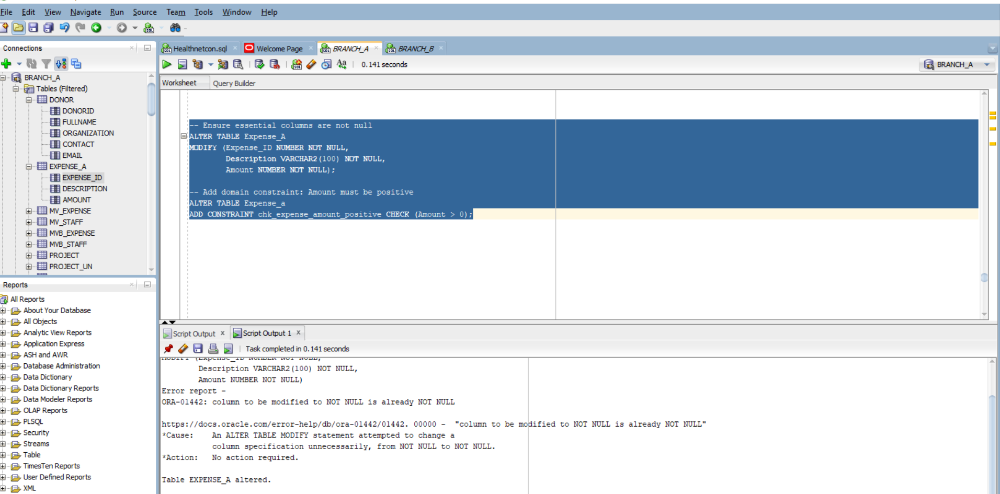 File Edit View Navigate Run Source Team Tools Window Help
Connections
Healthnetcon.sql
Welcome Page
BRANCH_A
BRANCH_B
0.141 seconds
BRANCH_A
Worksheet
Query Builder
BRANCH_A
Tables (Filtered)
DONOR
DONORID
FULLNAME
ORGANIZATION
CONTACT
EMAIL
EXPENSE_A
EXPENSE_ID
DESCRIPTION
AMOUNT
MV_EXPENSE
MV_STAFF
MVB_EXPENSE
MVB_STAFF
PROJECT
PROJECT_UN
-- Ensure essential columns are not null
ALTER TABLE Expense_A
MODIFY (Expense_ID NUMBER NOT NULL,
Description VARCHAR2(100) NOT NULL,
Amount NUMBER NOT NULL);
-- Add domain constraint: Amount must be positive
ALTER TABLE Expense_a
ADD CONSTRAINT chk_expense_amount_positive CHECK (Amount > 0);
Reports
All Reports
About Your Database
All Objects
Analytic View Reports
Application Express
ASH and AWR
Database Administration
Data Dictionary
Data Dictionary Reports
Data Modeler Reports
OLAP Reports
PLSQL
Security
Streams
Table
TimesTen Reports
User Defined Reports
XML
Script Output
Script Output 1
Task completed in 0.141 seconds
MODIFY (Expense_ID NUMBER NOT NULL,
Description VARCHAR2(100) NOT NULL,
Amount NUMBER NOT NULL)
Error report -
ORA-01442: column to be modified to NOT NULL is already NOT NULL
https://docs.oracle.com/error-help/db/ora-01442/01442. 00000 - "column to be modified to NOT NULL is already NOT NULL"
*Cause: An ALTER TABLE MODIFY statement attempted to change a
column specification unnecessarily, from NOT NULL to NOT NULL.
*Action: No action required.
Table EXPENSE_A altered.